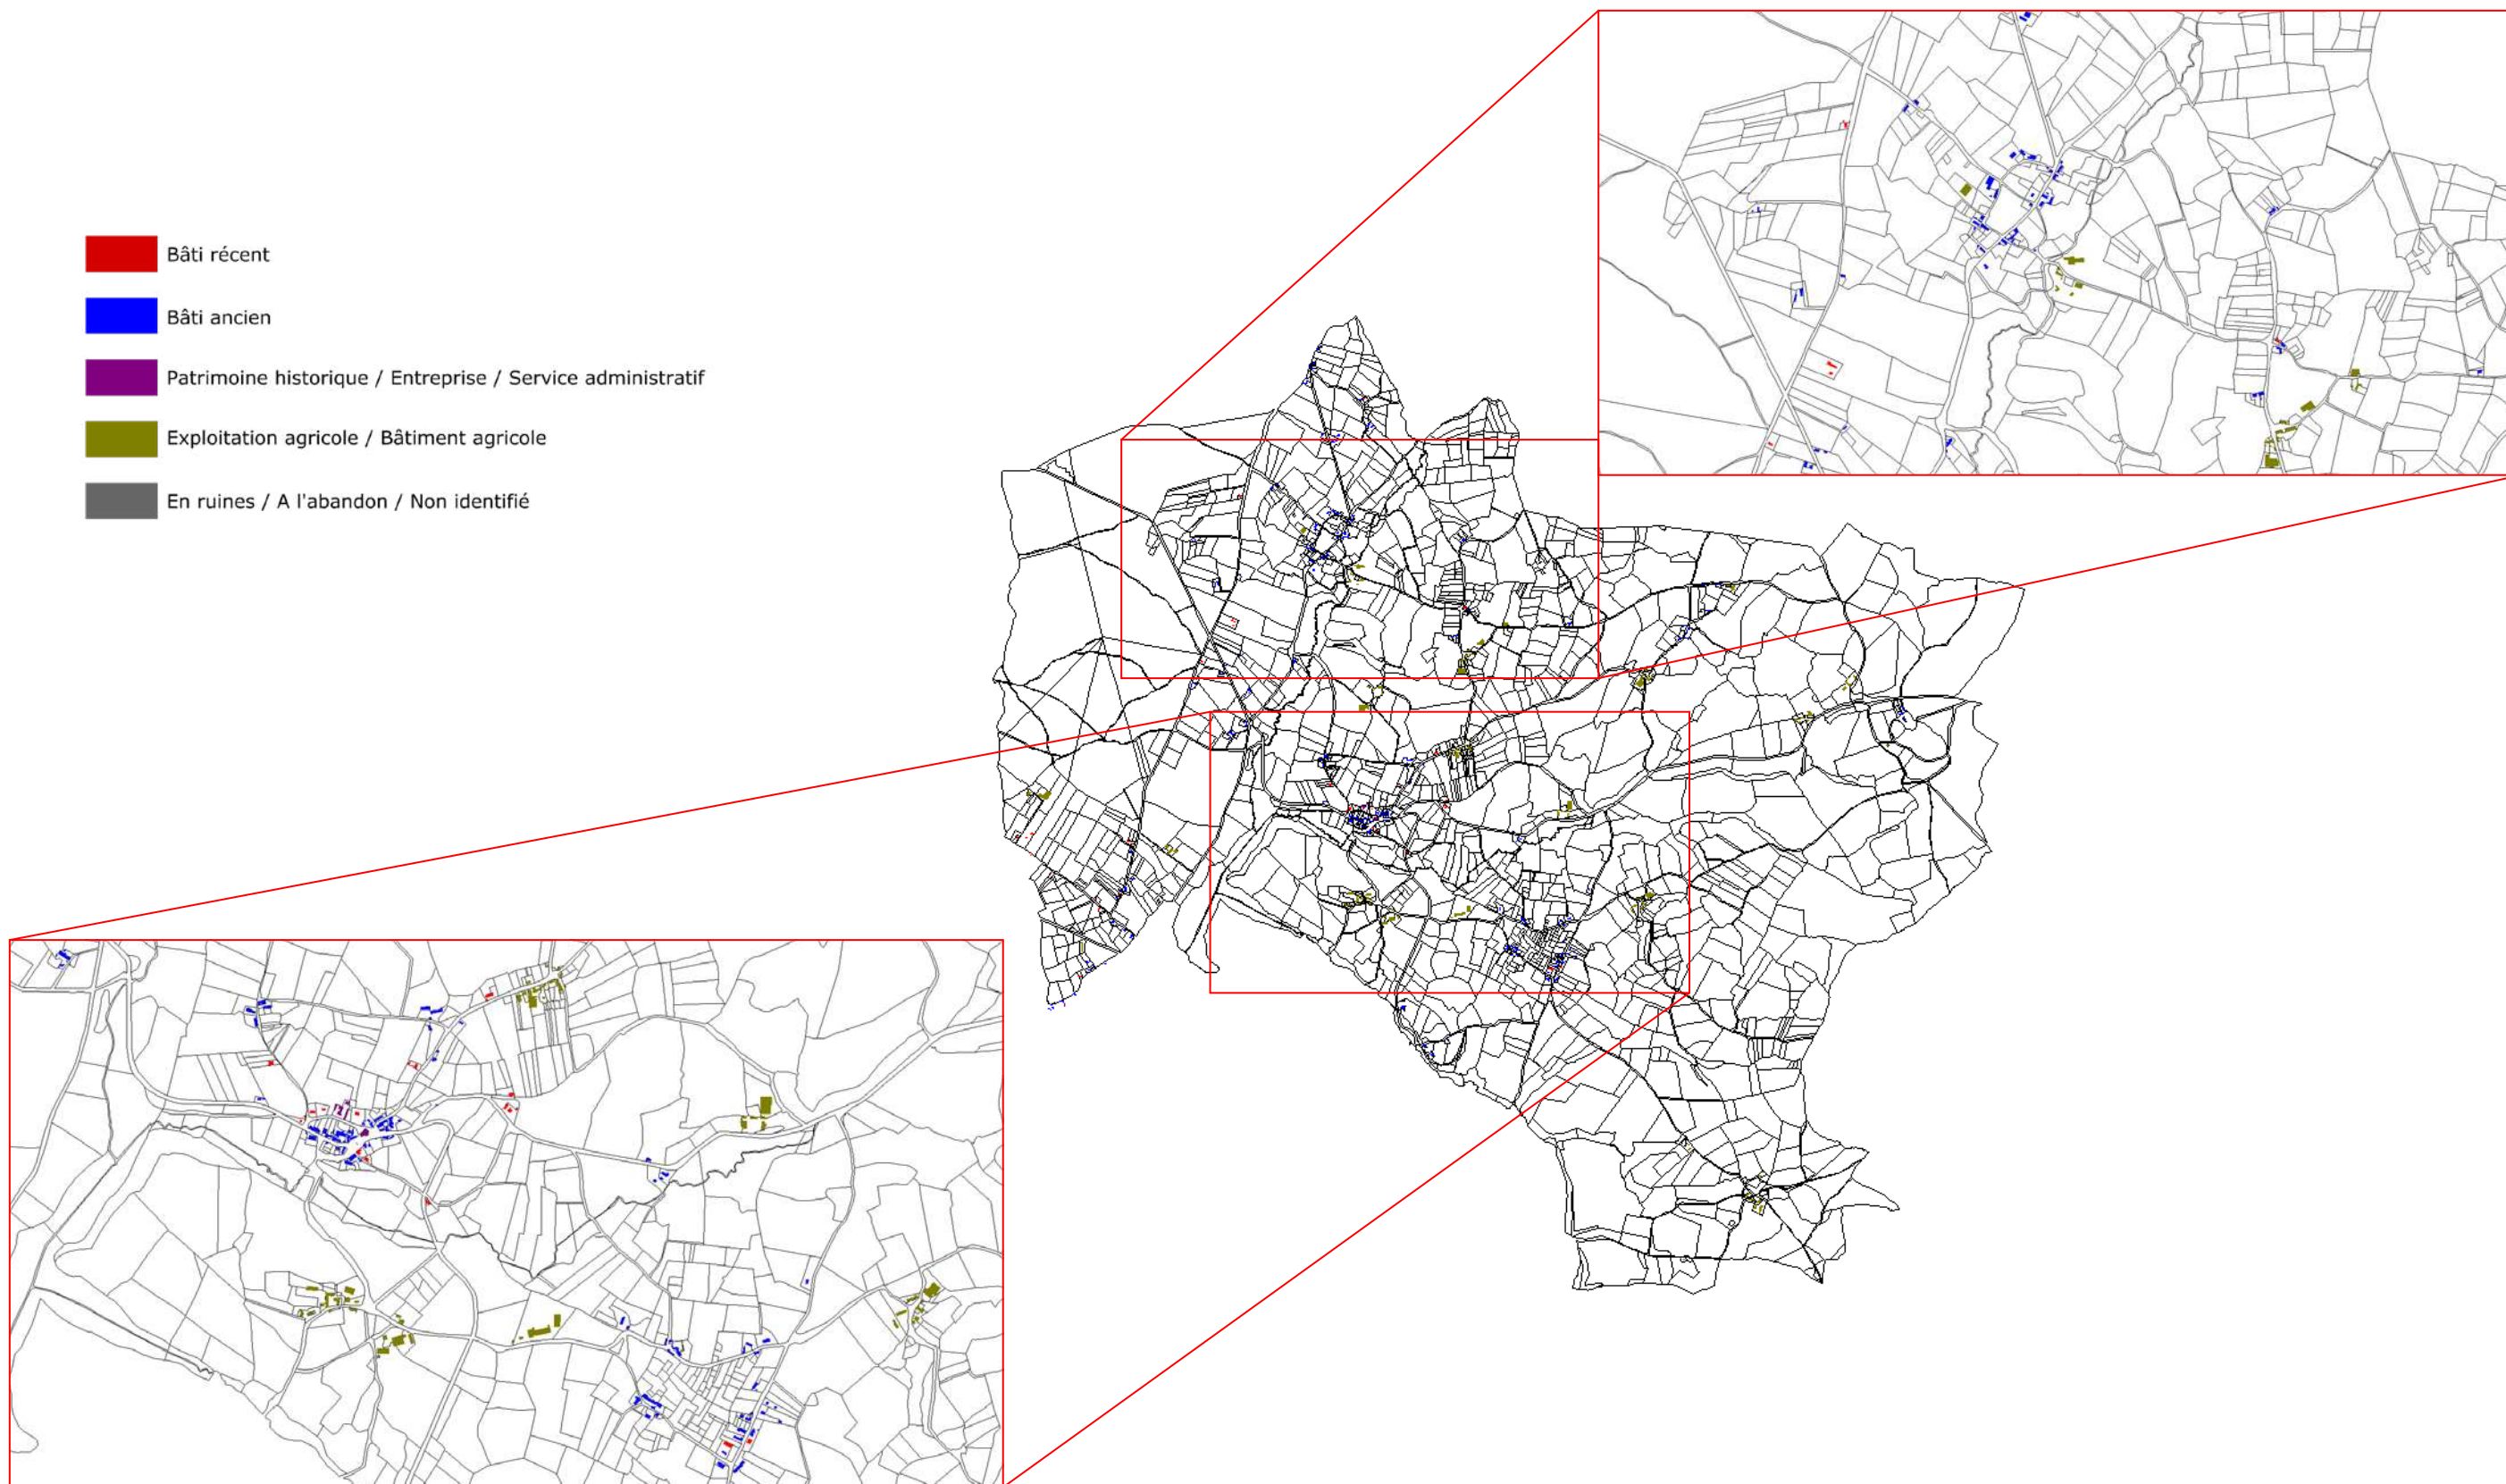 Bâti récent
Bâti ancien
Patrimoine historique / Entreprise / Service administratif
Exploitation agricole / Bâtiment agricole
En ruines / A l'abandon / Non identifié